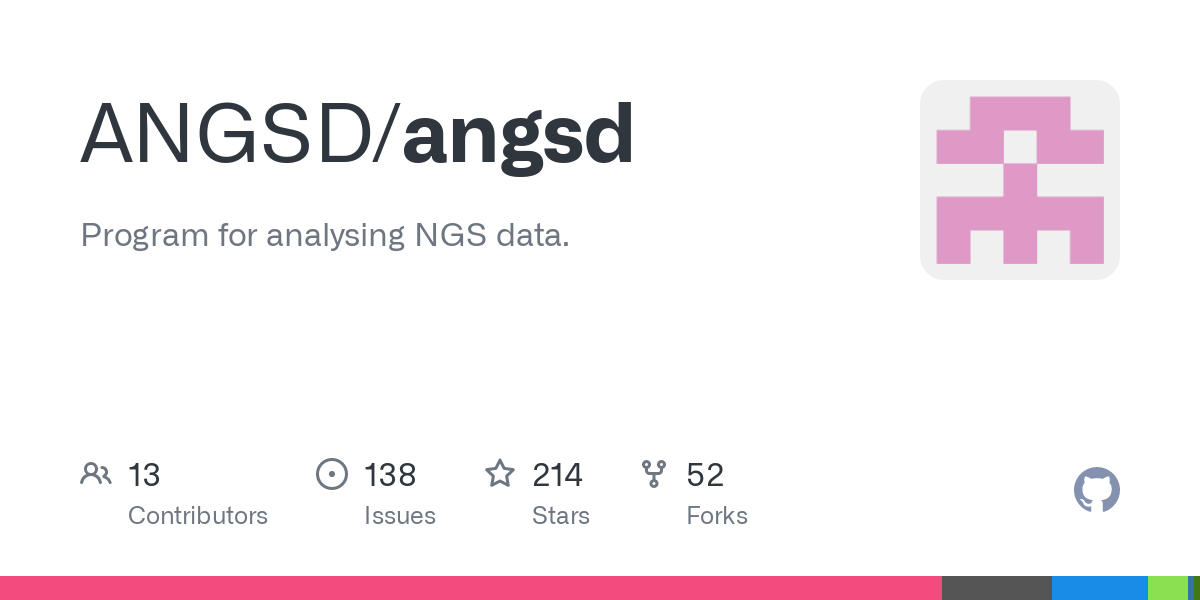 ANGSD/angsd
Program for analysing NGS data.
13 138 214 52
Contributors Issues Stars Forks